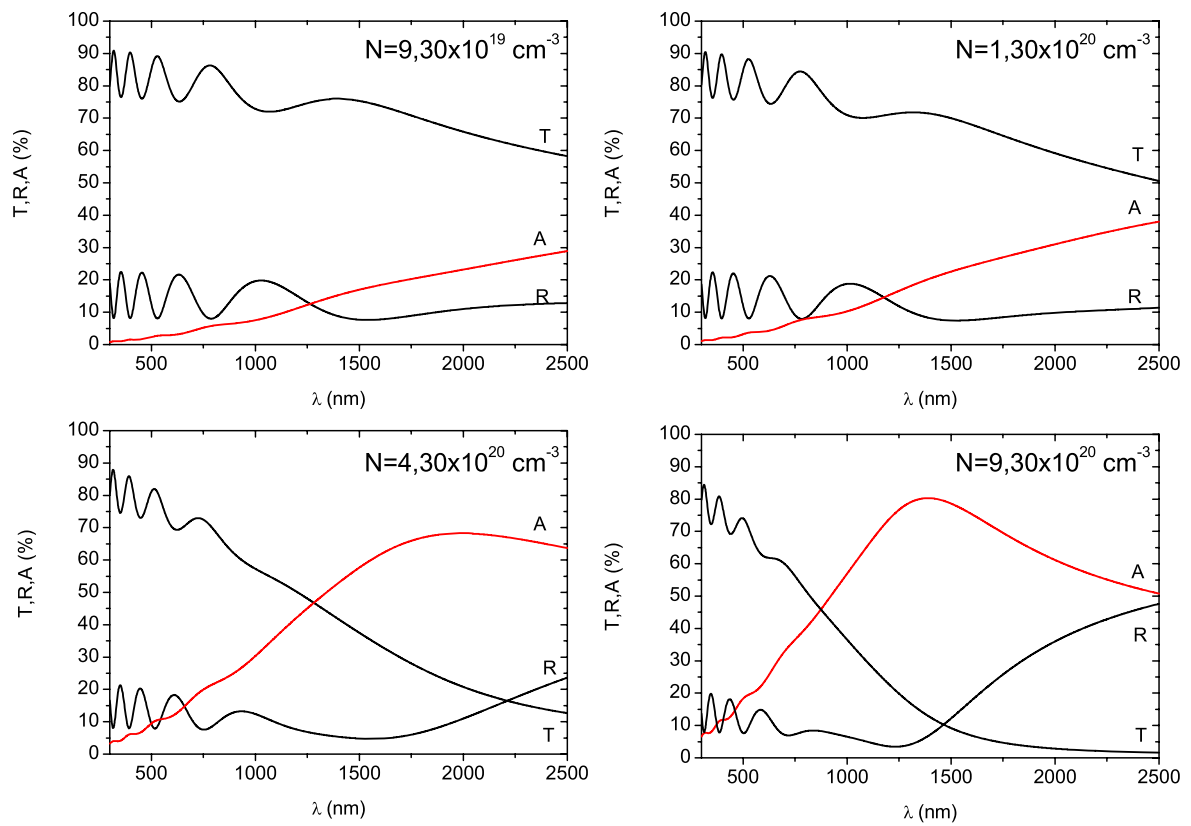 N=9,30x10^19 cm^-3
100
90
80
70
60
50
40
30
20
10
0
T,R,A (%)
T
A
R
500
1000
1500
2000
2500
λ (nm)
N=1,30x10^20 cm^-3
100
90
80
70
60
50
40
30
20
10
0
T,R,A (%)
T
A
R
500
1000
1500
2000
2500
λ (nm)
N=4,30x10^20 cm^-3
100
90
80
70
60
50
40
30
20
10
0
T,R,A (%)
A
R
T
500
1000
1500
2000
2500
λ (nm)
N=9,30x10^20 cm^-3
100
90
80
70
60
50
40
30
20
10
0
T,R,A (%)
A
R
T
500
1000
1500
2000
2500
λ (nm)